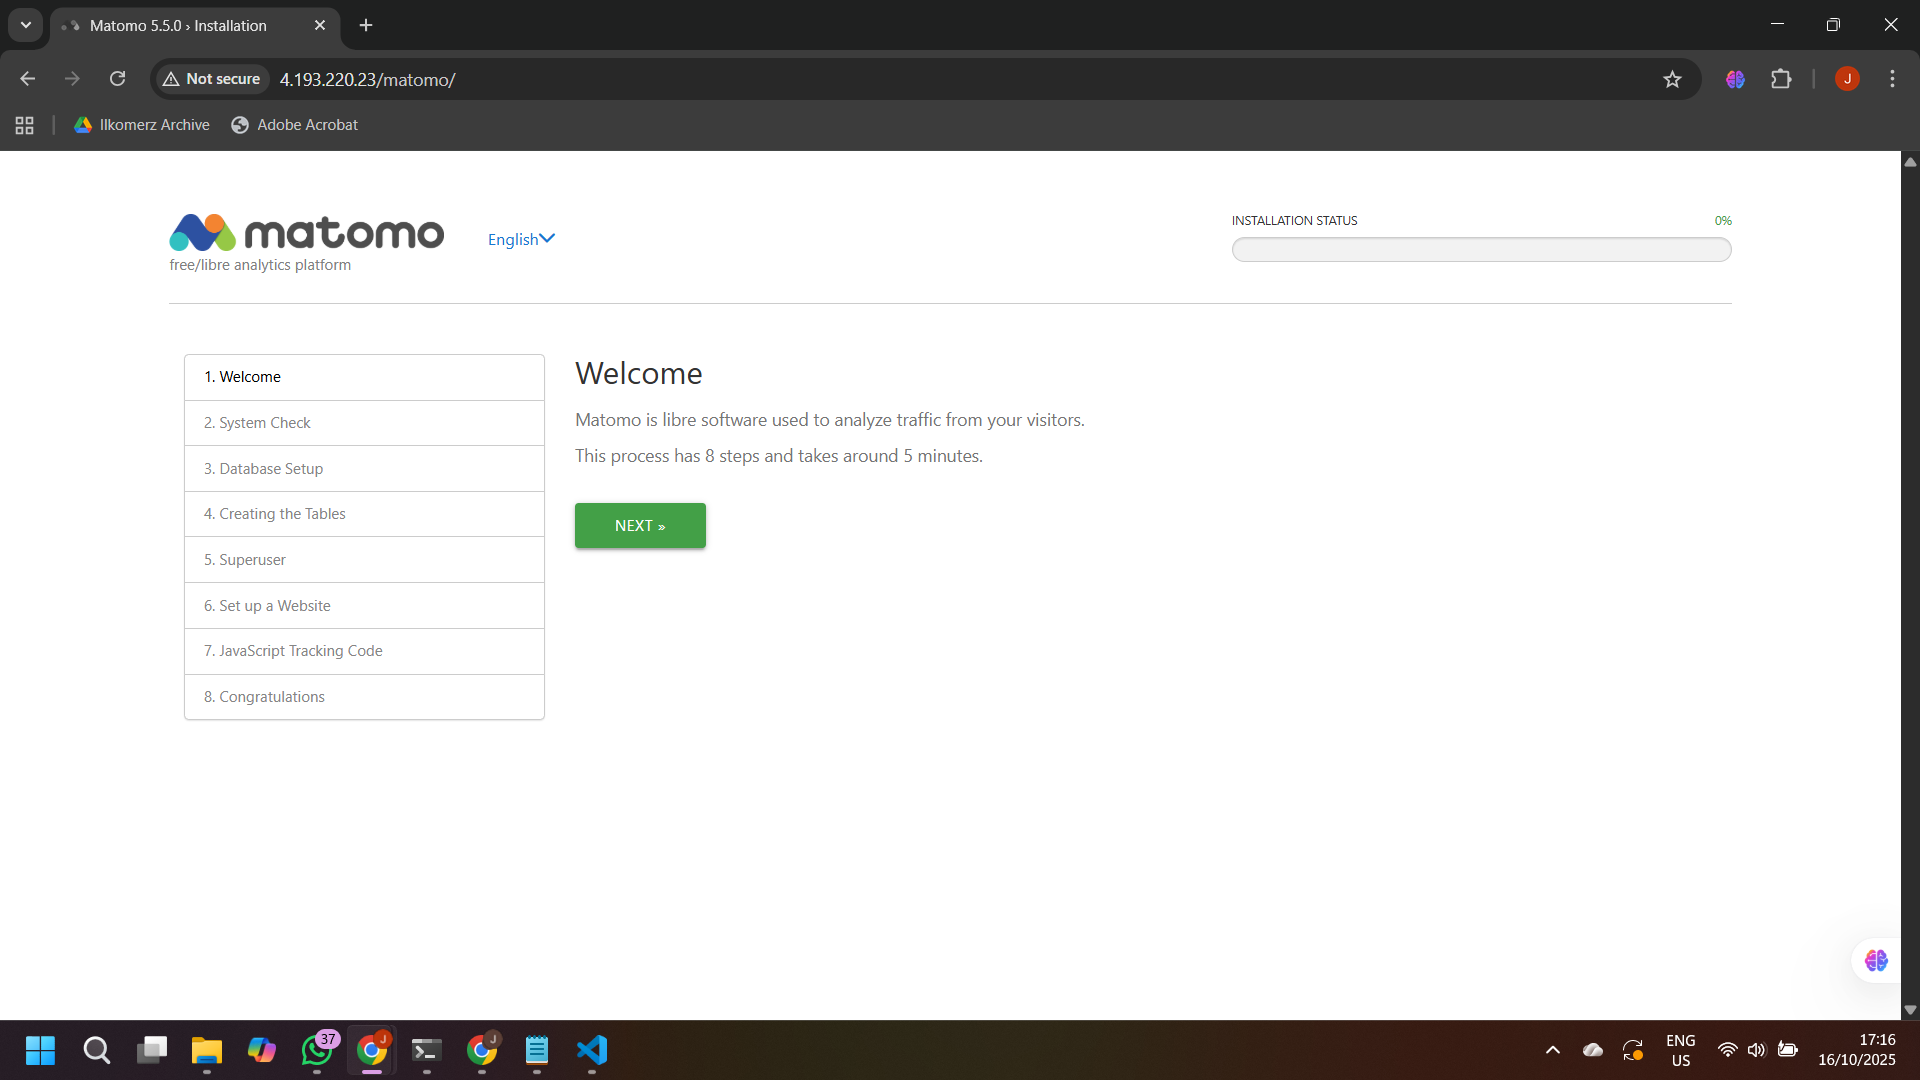 Matomo 5.5.0 › Installation
Not secure
4.193.220.23/matomo/
J
Ilkomerz Archive
Adobe Acrobat
matomo
free/libre analytics platform
English
INSTALLATION STATUS
0%
1. Welcome
2. System Check
3. Database Setup
4. Creating the Tables
5. Superuser
6. Set up a Website
7. JavaScript Tracking Code
8. Congratulations
Welcome
Matomo is libre software used to analyze traffic from your visitors.
This process has 8 steps and takes around 5 minutes.
NEXT »
37
J
J
ENG
US
17:16
16/10/2025